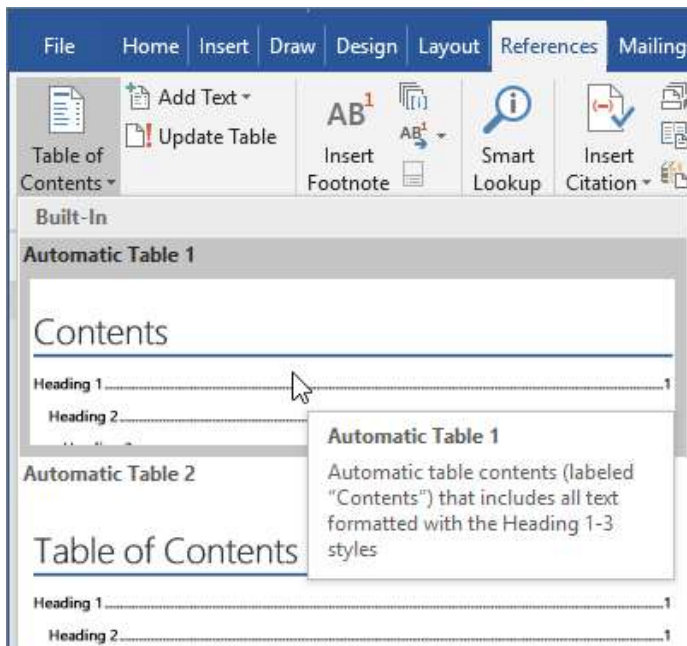 File Home Insert Draw Design Layout References Mailing
Add Text
Update Table
Table of
Contents
AB1
AB1
Insert
Footnote
Smart
Lookup
Insert
Citation
Built-In
Automatic Table 1
Contents
Heading 1 1
Heading 2
Automatic Table 1
Automatic table contents (labeled
“Contents”) that includes all text
formatted with the Heading 1-3
styles
Automatic Table 2
Table of Contents
Heading 1 1
Heading 2 1